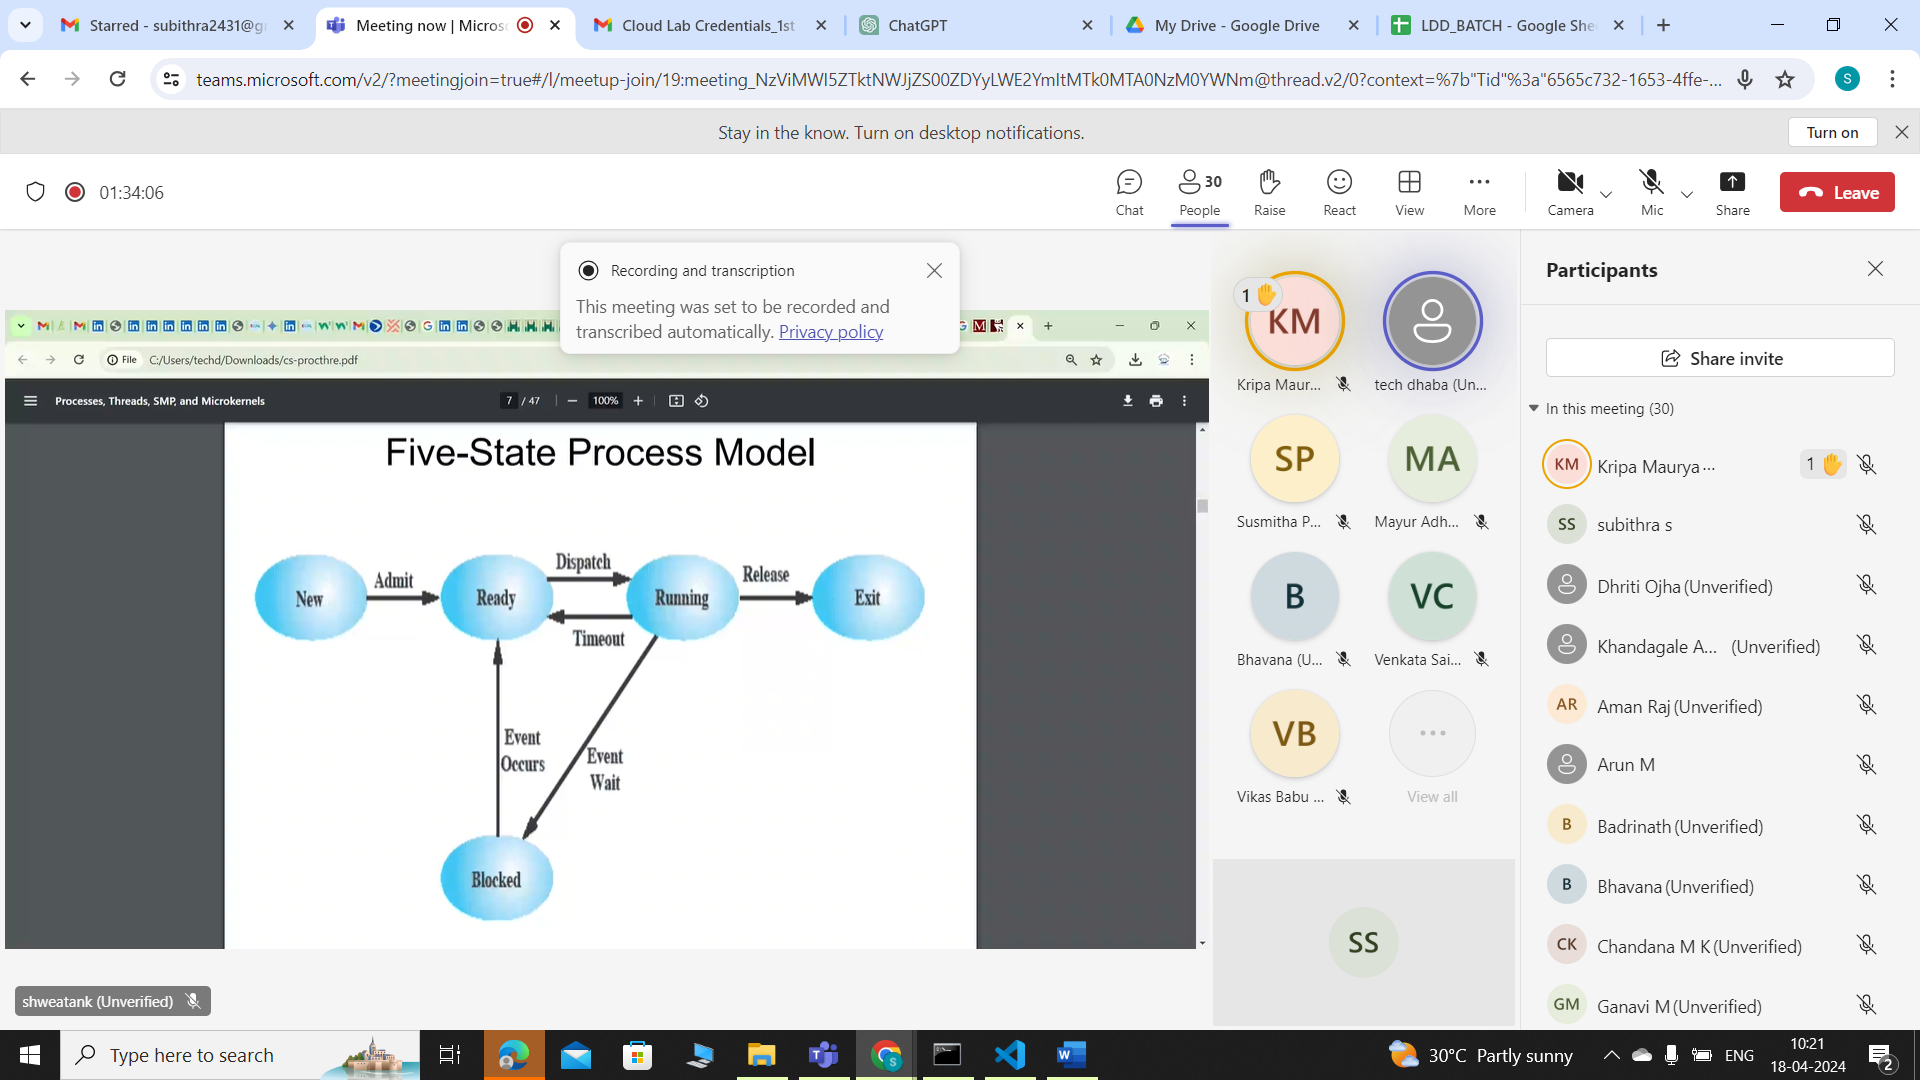 Starred - subithra2431@gr
Meeting now | Microsc
Cloud Lab Credentials_1st
ChatGPT
My Drive - Google Drive
LDD_BATCH - Google She
teams.microsoft.com/v2/?meetingjoin=true#/l/meetup-join/19:meeting_NzViMWI5ZTktNWJjZS00ZDYyLWE2YmItMTk0MTA0NzM0YWNm@thread.v2/0?context=%7b"Tid"%3a"6565c732-1653-4ffe-...
S
Stay in the know. Turn on desktop notifications.
Turn on
01:34:06
Chat
30
People
Raise
React
View
More
Camera
Mic
Share
Leave
Recording and transcription
This meeting was set to be recorded and
transcribed automatically. Privacy policy
File C:/Users/techd/Downloads/cs-procthre.pdf
Processes, Threads, SMP, and Microkernels
7 / 47
100%
Five-State Process Model
New
Admit
Ready
Dispatch
Timeout
Running
Release
Exit
Event
Occurs
Event
Wait
Blocked
shweatank (Unverified)
1
KM
Kripa Maur...
tech dhaba (Un...
SP
Susmitha P...
MA
Mayur Adh...
B
Bhavana (U...
VC
Venkata Sai...
VB
Vikas Babu ...
View all
SS
Participants
Share invite
In this meeting (30)
KM
Kripa Maurya ...
1
SS
subithra s
Dhriti Ojha (Unverified)
Khandagale A... (Unverified)
AR
Aman Raj (Unverified)
Arun M
B
Badrinath (Unverified)
B
Bhavana (Unverified)
CK
Chandana M K (Unverified)
GM
Ganavi M (Unverified)
Type here to search
30°C Partly sunny
ENG
10:21
18-04-2024
2